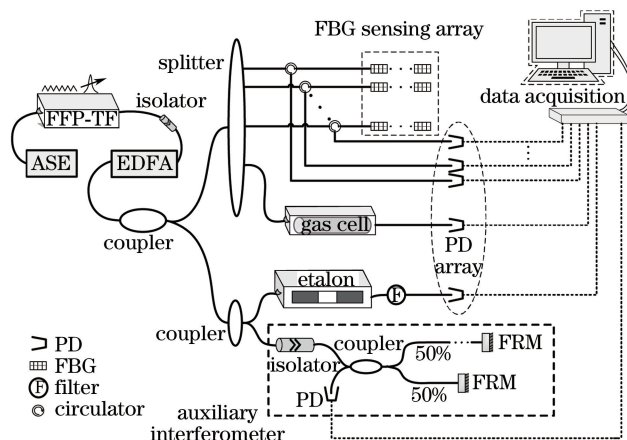 FBG sensing array
splitter
isolator
FFP-TF
data acquisition
ASE
EDFA
coupler
gas cell
PD
array
etalon
F
coupler
coupler
50%
FRM
isolator
50%
FRM
PD
PD
FBG
F filter
circulator
auxiliary
interferometer